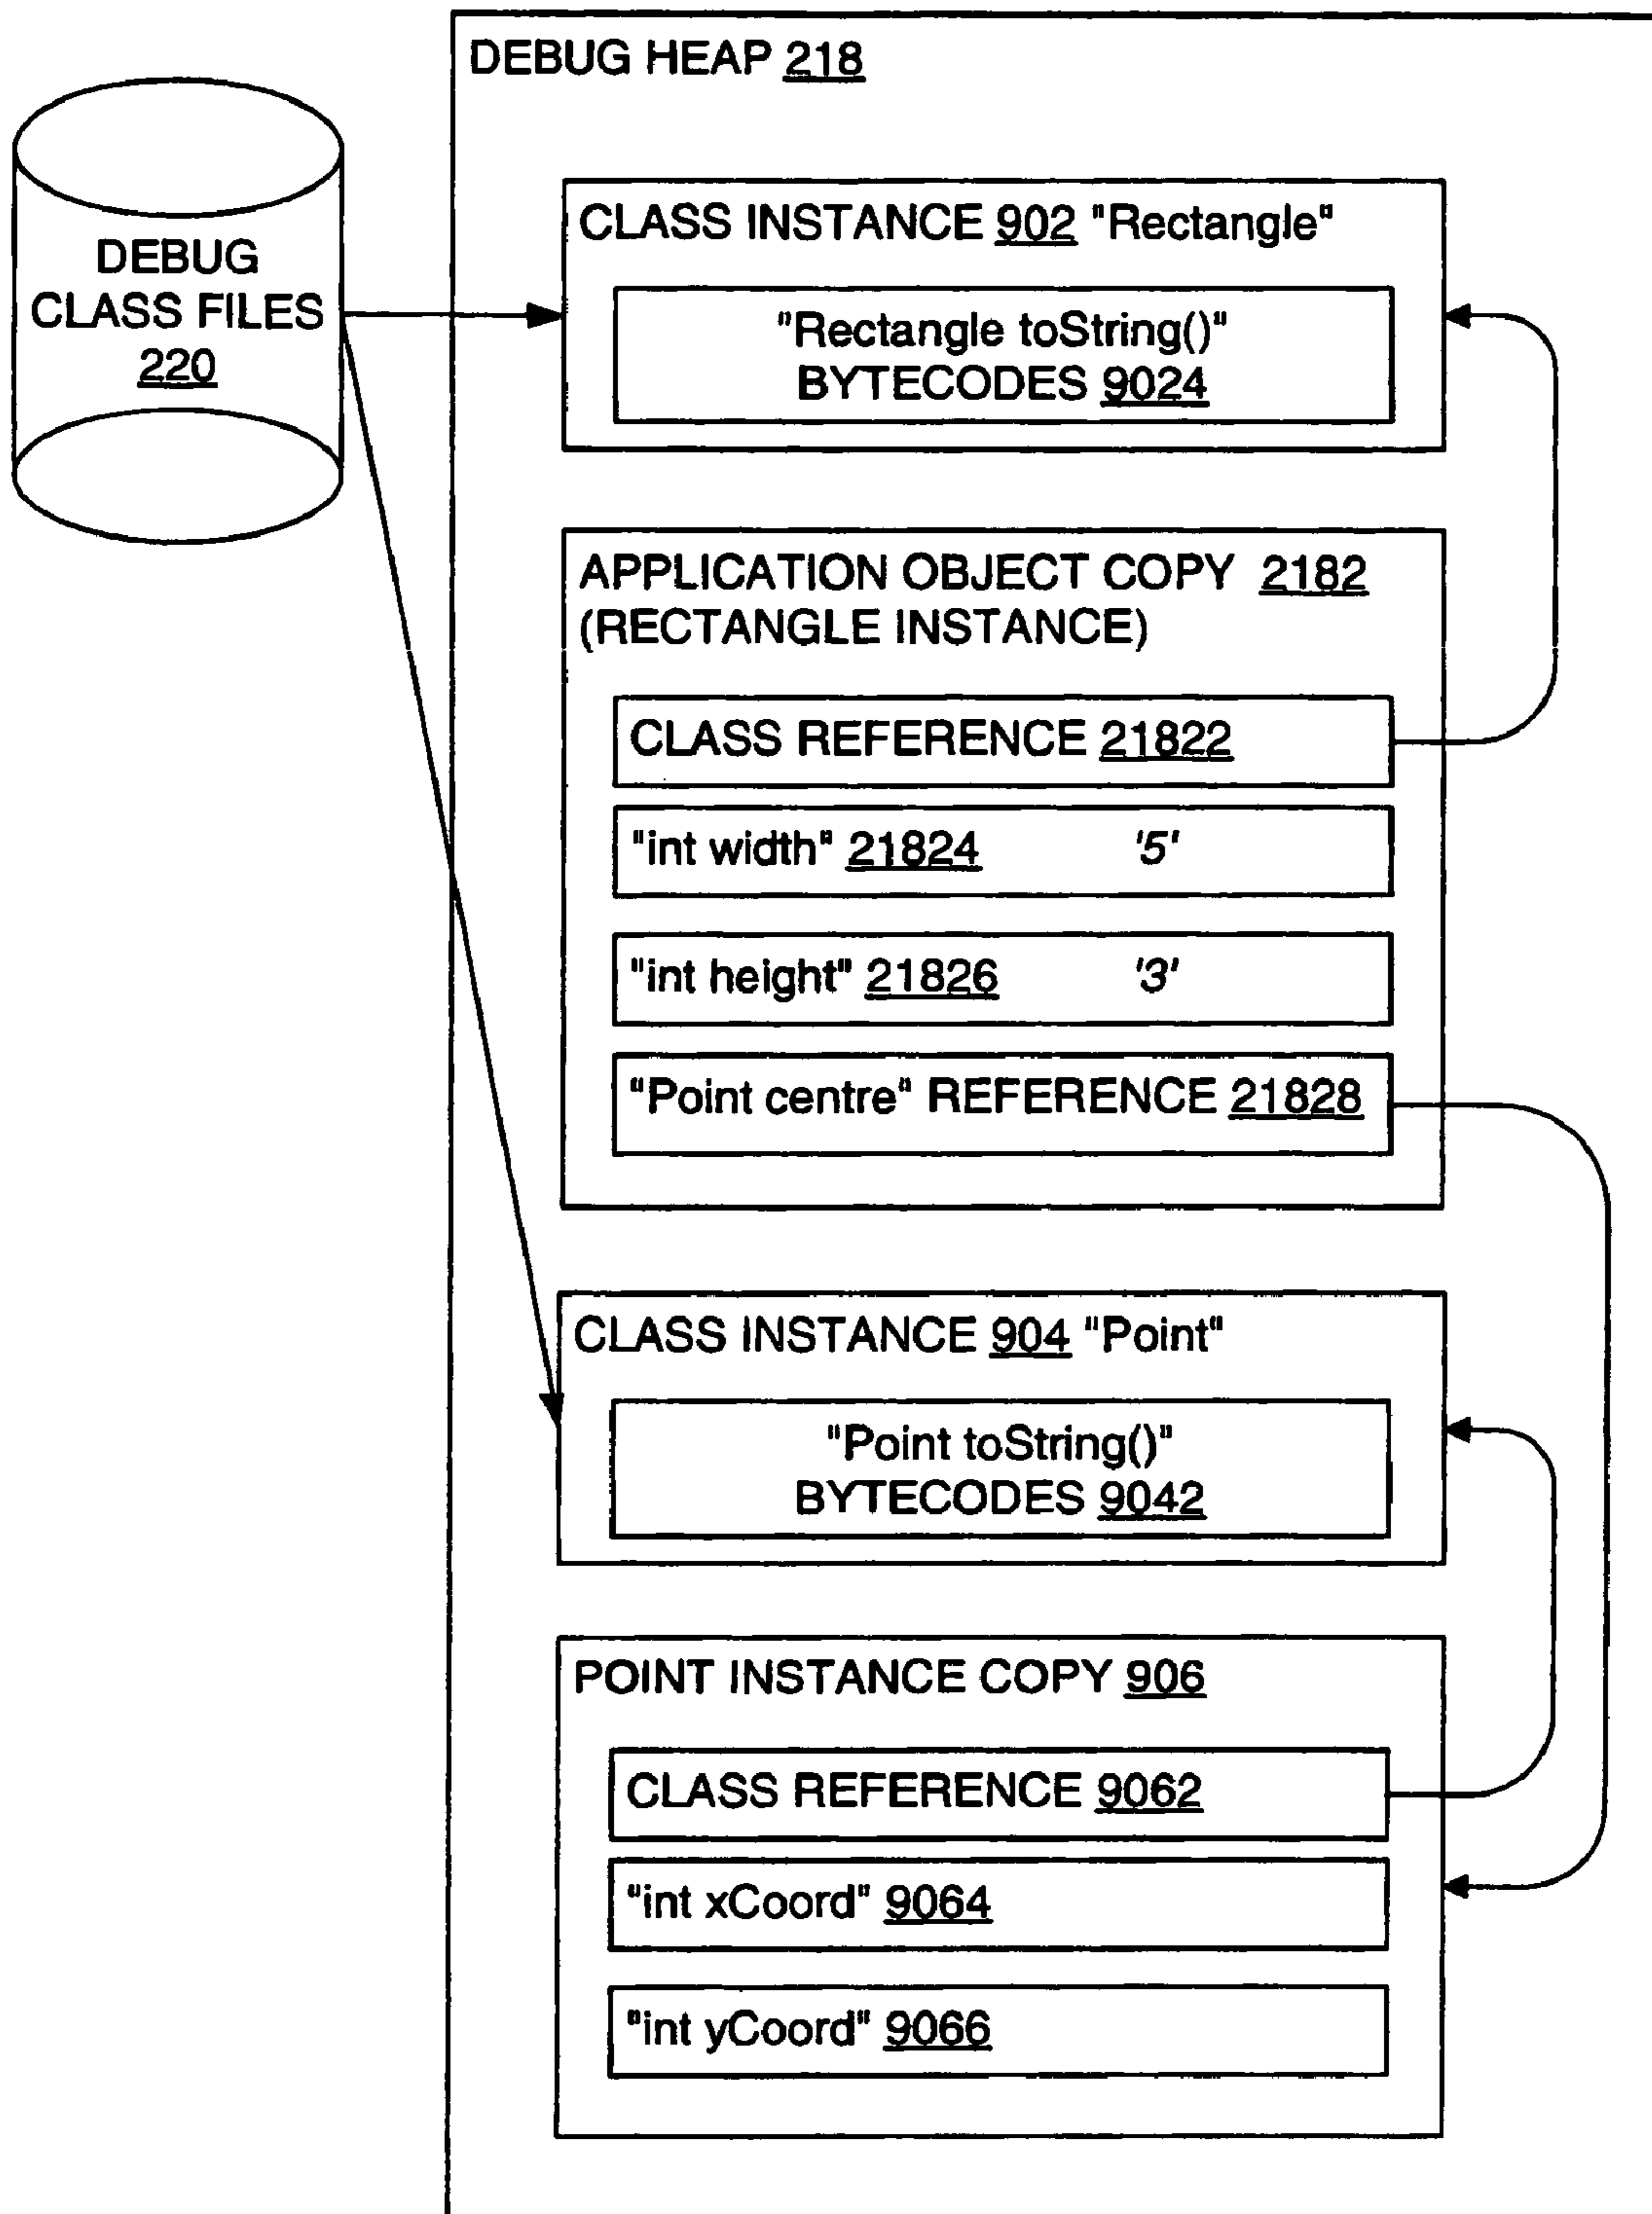 DEBUG HEAP 218
DEBUG
CLASS FILES
220
CLASS INSTANCE 902 "Rectangle"
"Rectangle toString()"
BYTECODES 9024
APPLICATION OBJECT COPY 2182
(RECTANGLE INSTANCE)
CLASS REFERENCE 21822
"int width" 21824 '5'
"int height" 21826 '3'
"Point centre" REFERENCE 21828
CLASS INSTANCE 904 "Point"
"Point toString()"
BYTECODES 9042
POINT INSTANCE COPY 906
CLASS REFERENCE 9062
"int xCoord" 9064
"int yCoord" 9066